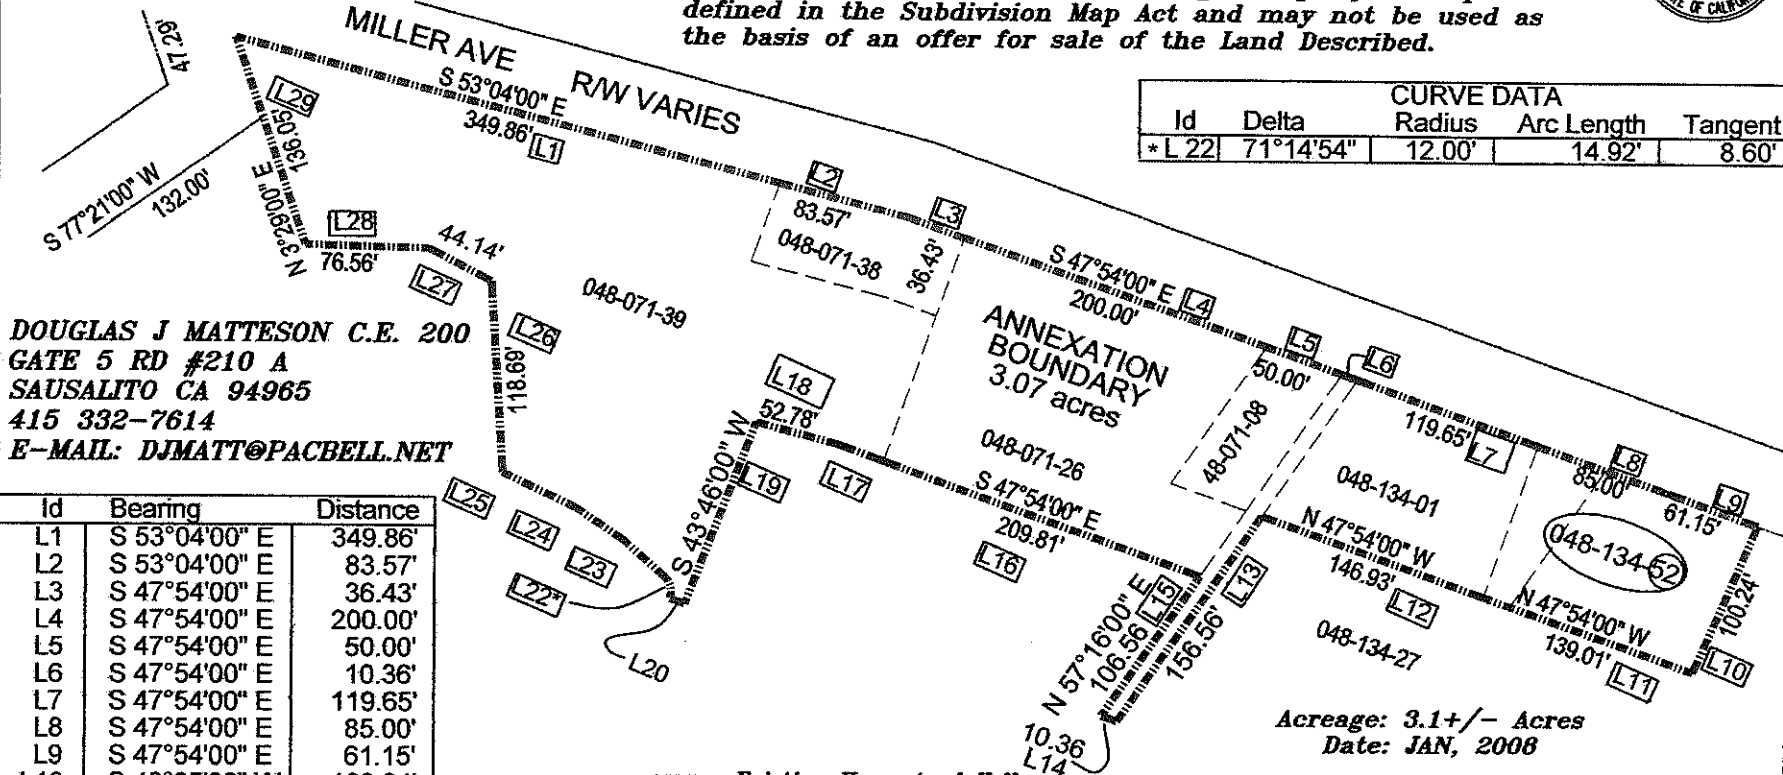 defined in the Subdivision Map Act and may not be used as
the basis of an offer for sale of the Land Described.
47.29'
MILLER AVE
R/W VARIES
S 53°04'00" E
349.86'
L1
L29
136.05'
N 3°29'00" E
S 77°21'00" W
132.00'
L28
76.56'
44.14'
L27
L26
118.69'
048-071-39
L2
83.57'
048-071-38
L3
36.43'
S 47°54'00" E
L4
200.00'
ANNEXATION
BOUNDARY
3.07 acres
L5
50.00'
L6
48-071-08
119.65'
L7
048-134-01
L8
85.00'
L9
61.15'
048-134-52
100.24'
L10
CURVE DATA
Id Delta Radius Arc Length Tangent
* L 22 71°14'54" 12.00' 14.92' 8.60'
DOUGLAS J MATTESON C.E. 200
GATE 5 RD #210 A
SAUSALITO CA 94965
415 332-7614
E-MAIL: DJMATT@PACBELL.NET
L18
52.78'
S 43°46'00" W
L19
L17
048-071-26
S 47°54'00" E
209.81'
L16
L25
L24
L23
L22*
L20
N 57°16'00" E
L15
106.56
156.56'
L13
10.36
L14
N 47°54'00" W
146.93'
L12
N 47°54'00" W
139.01'
L11
048-134-27
Id Bearing Distance
L1 S 53°04'00" E 349.86'
L2 S 53°04'00" E 83.57'
L3 S 47°54'00" E 36.43'
L4 S 47°54'00" E 200.00'
L5 S 47°54'00" E 50.00'
L6 S 47°54'00" E 10.36'
L7 S 47°54'00" E 119.65'
L8 S 47°54'00" E 85.00'
L9 S 47°54'00" E 61.15'
Acreage: 3.1+/- Acres
Date: JAN, 2008